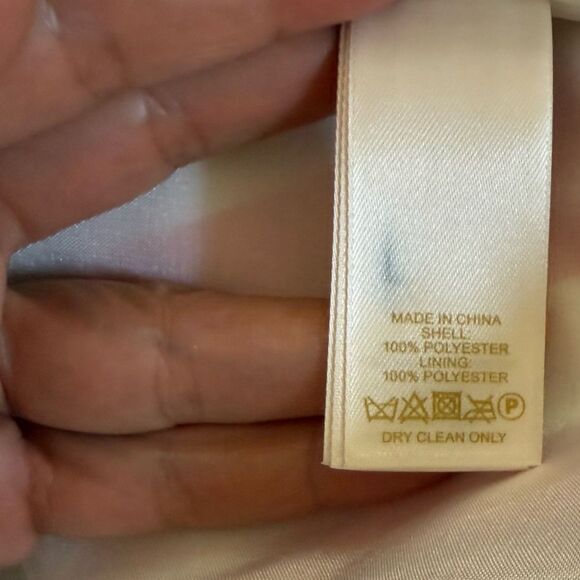 MADE IN CHINA
SHELL:
100% POLYESTER
LINING:
100% POLYESTER
P
DRY CLEAN ONLY